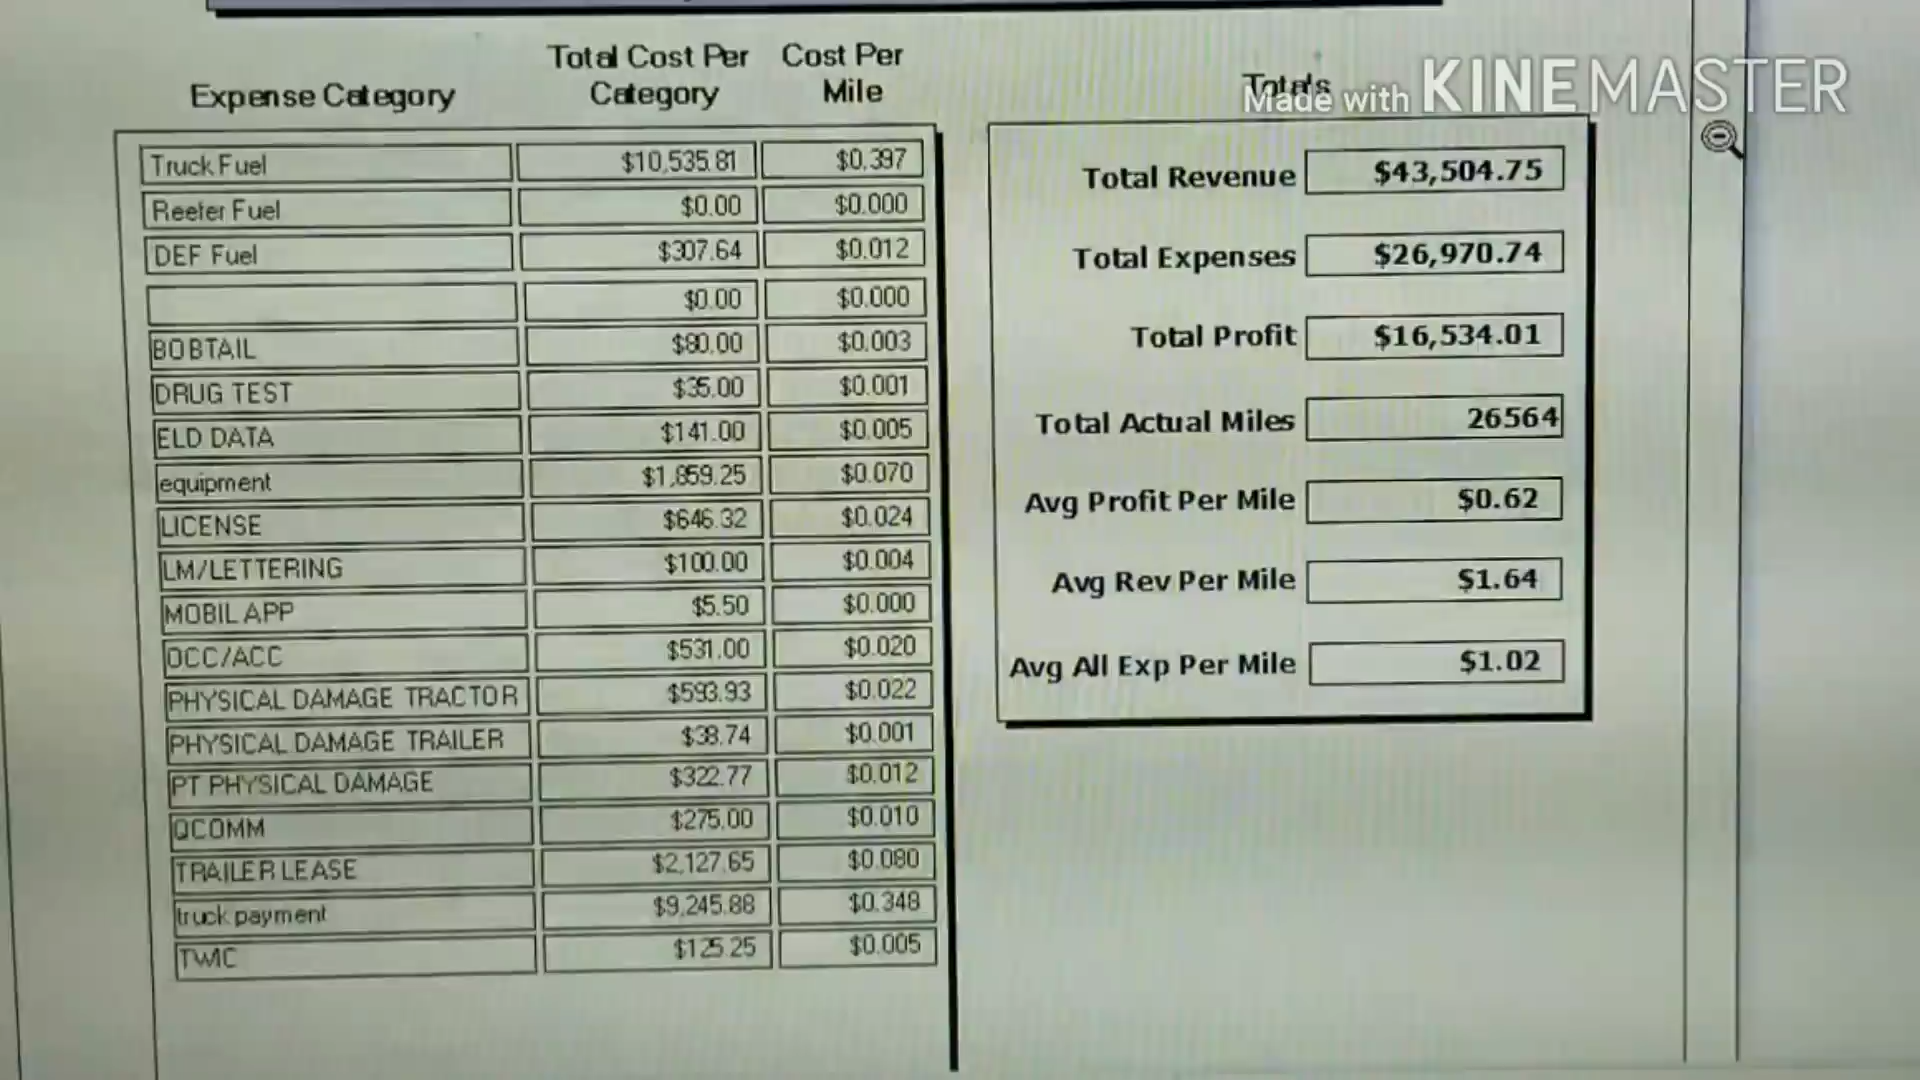 Total Cost Per Category
Cost Per Mile
Expense Category
Totals
Made with KINEMASTER
Truck Fuel $10,535.81 $0.397
Reefer Fuel $0.00 $0.000
DEF Fuel $307.64 $0.012
$0.00 $0.000
BOBTAIL $80.00 $0.003
DRUG TEST $35.00 $0.001
ELD DATA $141.00 $0.005
equipment $1,859.25 $0.070
LICENSE $646.32 $0.024
LM/LETTERING $100.00 $0.004
MOBIL APP $5.50 $0.000
OCC/ACC $531.00 $0.020
PHYSICAL DAMAGE TRACTOR $593.93 $0.022
PHYSICAL DAMAGE TRAILER $38.74 $0.001
PT PHYSICAL DAMAGE $322.77 $0.012
QCOMM $275.00 $0.010
TRAILER LEASE $2,127.65 $0.080
truck payment $9,245.88 $0.348
TWIC $125.25 $0.005
Total Revenue $43,504.75
Total Expenses $26,970.74
Total Profit $16,534.01
Total Actual Miles 26564
Avg Profit Per Mile $0.62
Avg Rev Per Mile $1.64
Avg All Exp Per Mile $1.02